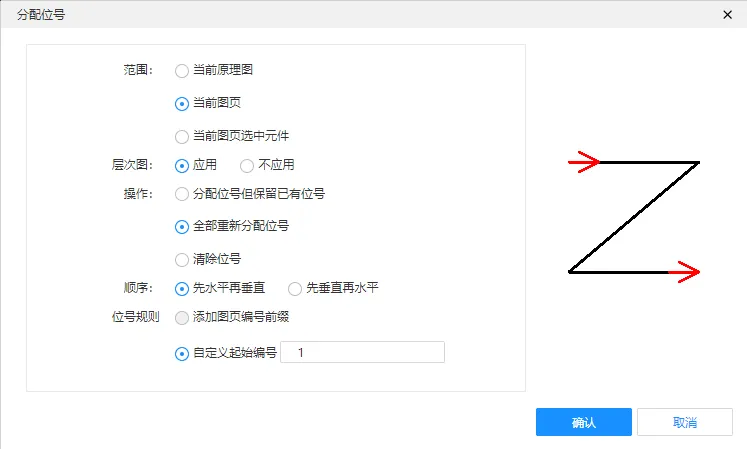 分配位号
范围： 当前原理图
当前图页
当前图页选中元件
层次图： 应用 不应用
操作： 分配位号但保留已有位号
全部重新分配位号
清除位号
顺序： 先水平再垂直 先垂直再水平
位号规则 添加图页编号前缀
自定义起始编号 1
确认 取消